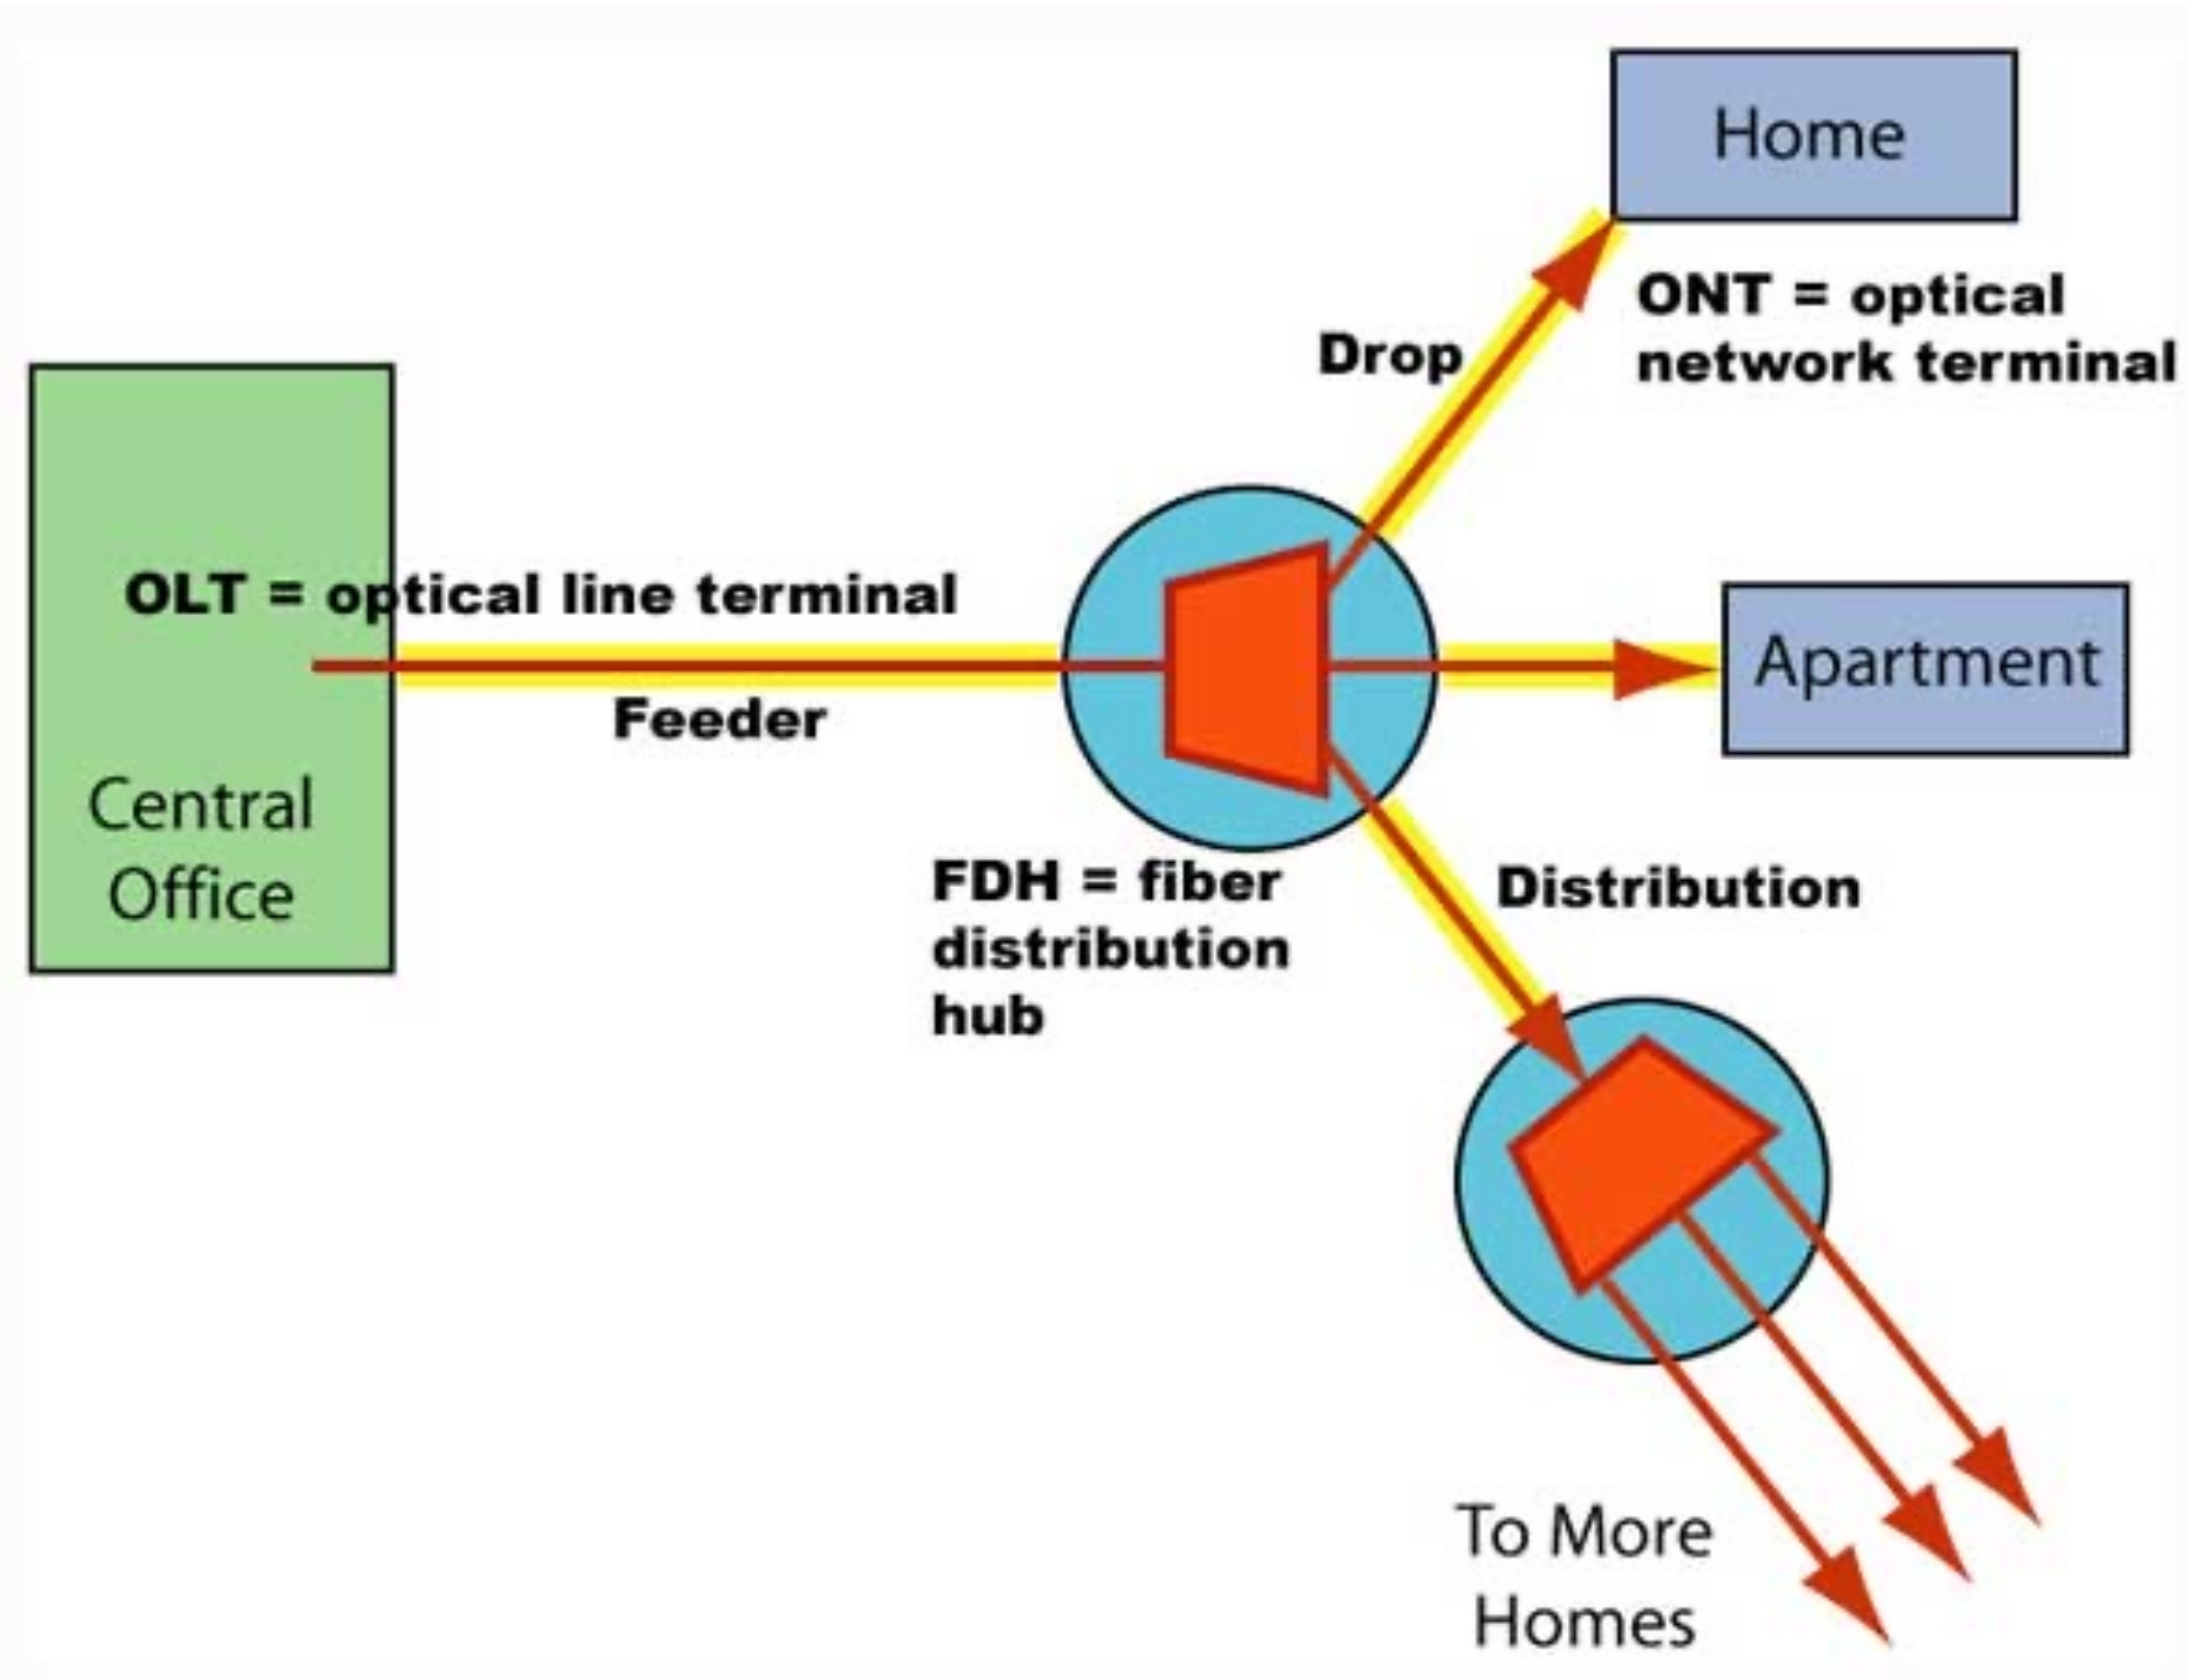 Home
ONT = optical
network terminal
Drop
OLT = optical line terminal
Feeder
Apartment
Central
Office
FDH = fiber
distribution
hub
Distribution
To More
Homes